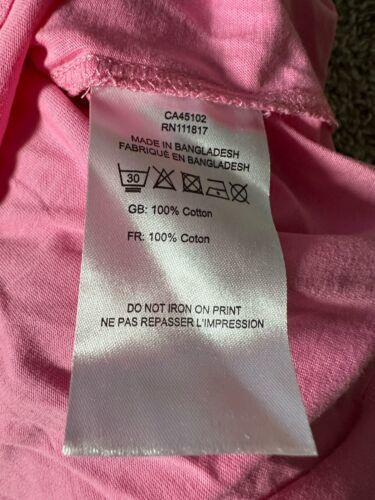 CA45102
RN111817
MADE IN BANGLADESH
FABRIQUÉ EN BANGLADESH
30
GB: 100% Cotton
FR: 100% Coton
DO NOT IRON ON PRINT
NE PAS REPASSER L'IMPRESSION